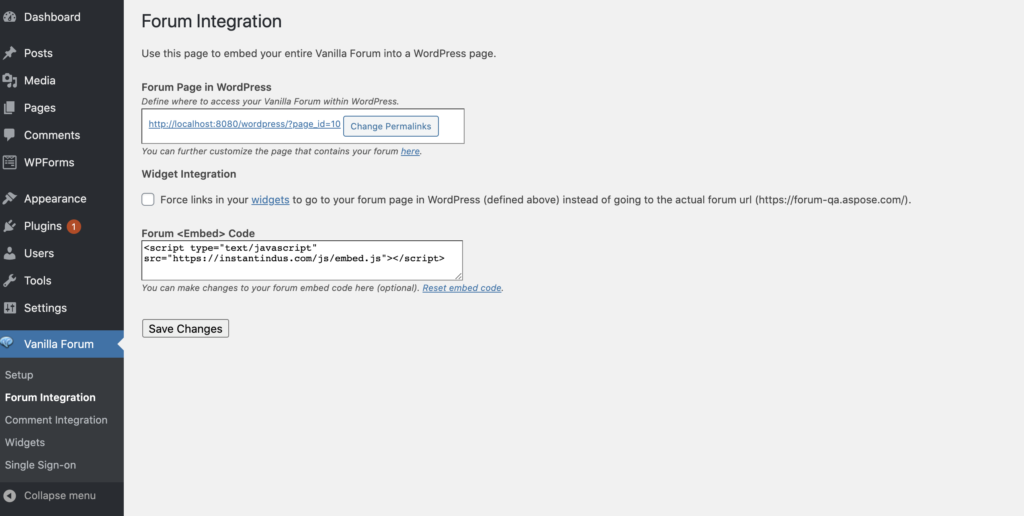 Dashboard
Posts
Media
Pages
Comments
WPForms
Appearance
Plugins 1
Users
Tools
Settings
Vanilla Forum
Setup
Forum Integration
Comment Integration
Widgets
Single Sign-on
Collapse menu
Forum Integration
Use this page to embed your entire Vanilla Forum into a WordPress page.
Forum Page in WordPress
Define where to access your Vanilla Forum within WordPress.
http://localhost:8080/wordpress/?page_id=10 Change Permalinks
You can further customize the page that contains your forum here.
Widget Integration
Force links in your widgets to go to your forum page in WordPress (defined above) instead of going to the actual forum url (https://forum-qa.aspose.com/).
Forum <Embed> Code
<script type="text/javascript"
src="https://instantindus.com/js/embed.js"></script>
You can make changes to your forum embed code here (optional). Reset embed code.
Save Changes